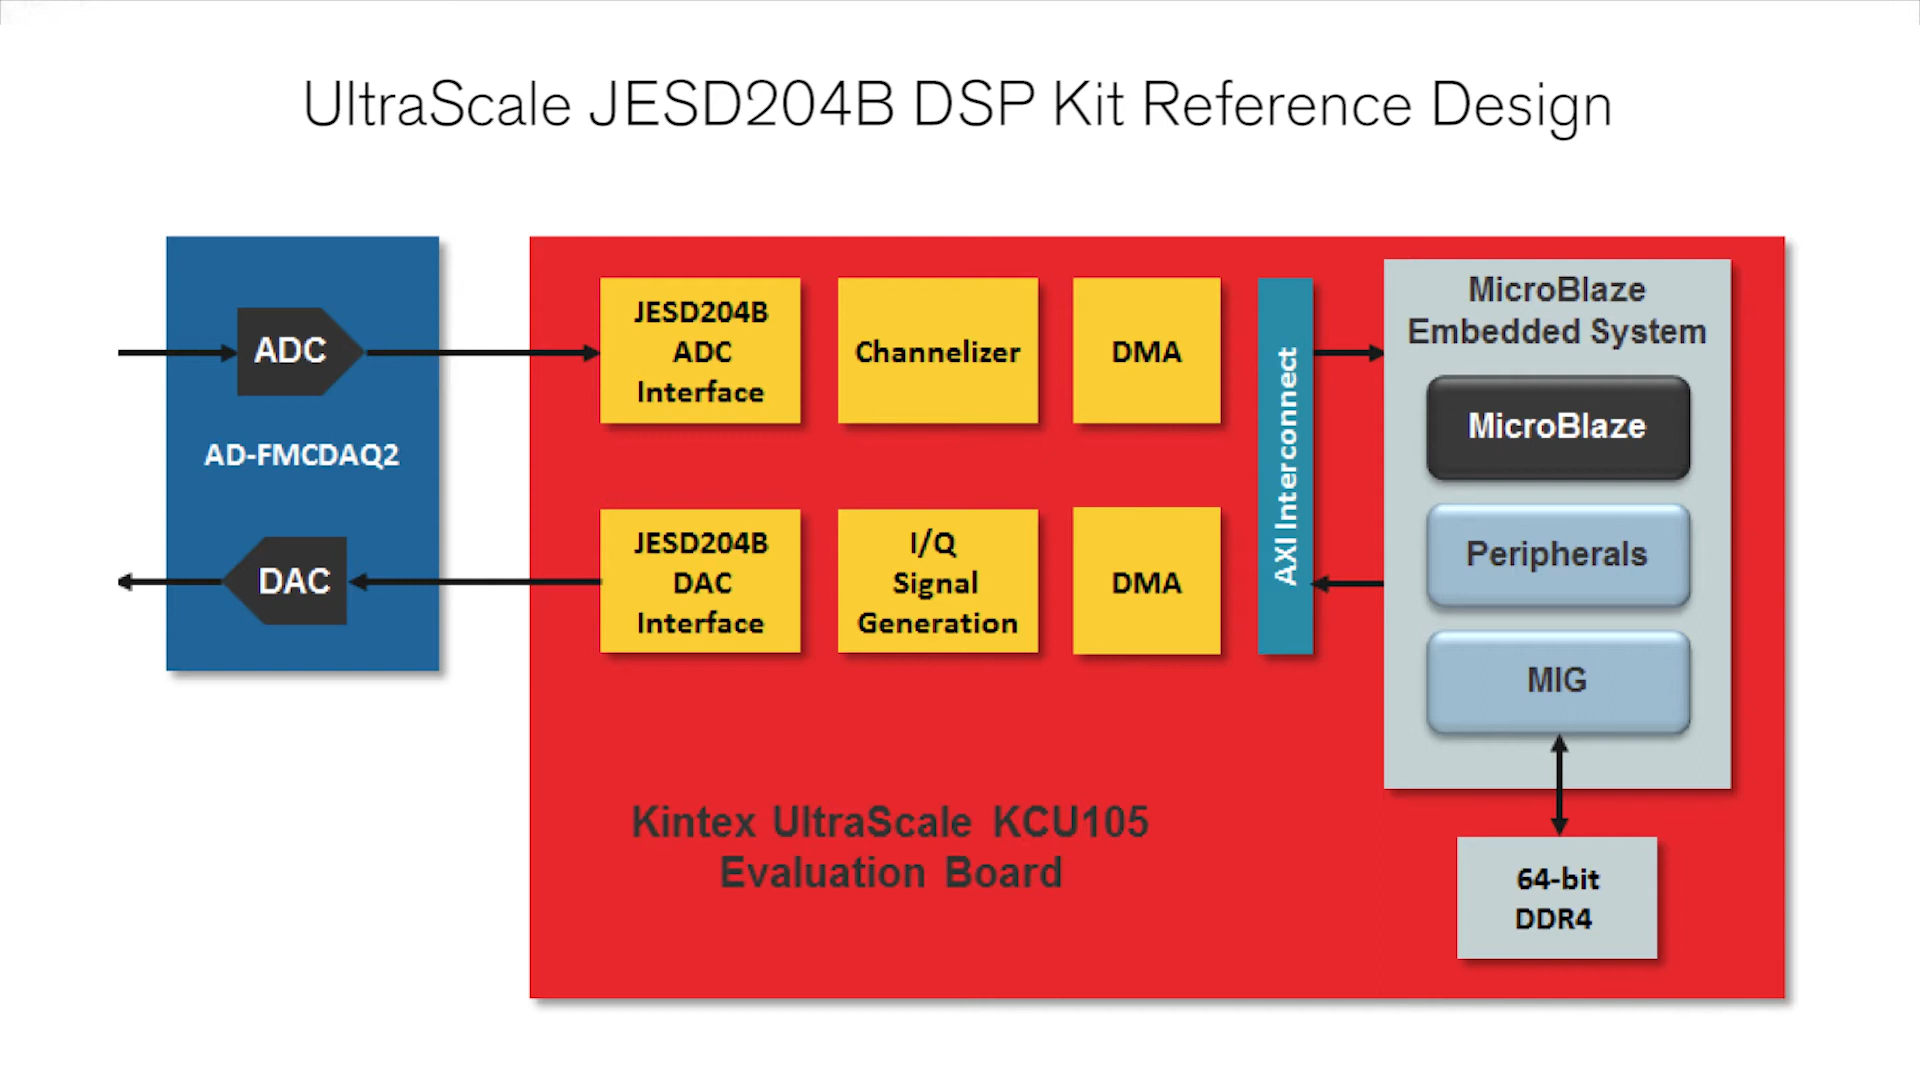 UltraScale JESD204B DSP Kit Reference Design
ADC
AD-FMCDAQ2
DAC
JESD204B
ADC
Interface
Channelizer
DMA
JESD204B
DAC
Interface
I/Q
Signal
Generation
DMA
AXI Interconnect
MicroBlaze
Embedded System
MicroBlaze
Peripherals
MIG
64-bit
DDR4
Kintex UltraScale KCU105
Evaluation Board